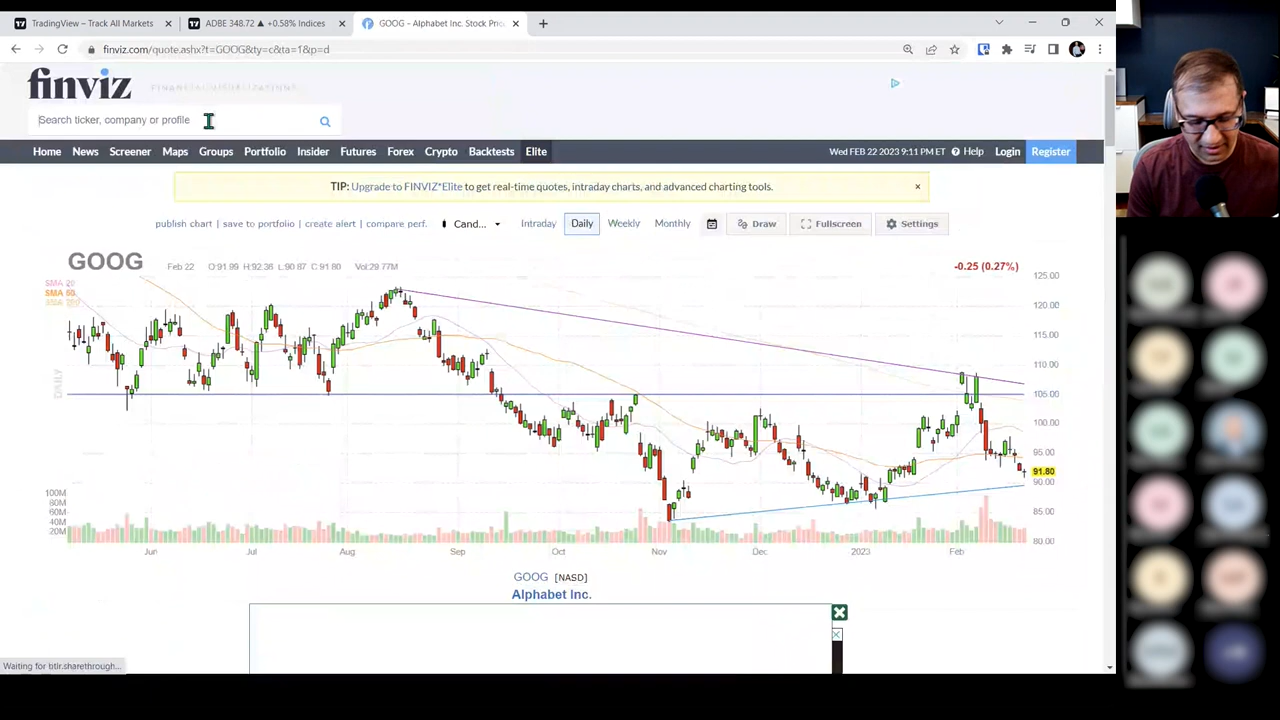 TradingView – Track All Markets
ADBE 348.72 ▲ +0.58% Indices
GOOG - Alphabet Inc. Stock Pric
finviz.com/quote.ashx?t=GOOG&ty=c&ta=1&p=d
finviz
FINANCIAL VISUALIZATIONS
Search ticker, company or profile
Home News Screener Maps Groups Portfolio Insider Futures Forex Crypto Backtests Elite
Wed FEB 22 2023 9:11 PM ET Help Login Register
TIP: Upgrade to FINVIZ*Elite to get real-time quotes, intraday charts, and advanced charting tools.
publish chart | save to portfolio | create alert | compare perf.
Cand... Intraday Daily Weekly Monthly Draw Fullscreen Settings
GOOG Feb 22 O:91.99 H:92.36 L:90.87 C:91.80 Vol:29.77M -0.25 (0.27%)
SMA 20
SMA 50
SMA 200
DAILY
125.00
120.00
115.00
110.00
105.00
100.00
95.00
91.80
90.00
85.00
80.00
100M
80M
60M
40M
20M
Jun Jul Aug Sep Oct Nov Dec 2023 Feb
GOOG [NASD]
Alphabet Inc.
Waiting for btlr.sharethrough...